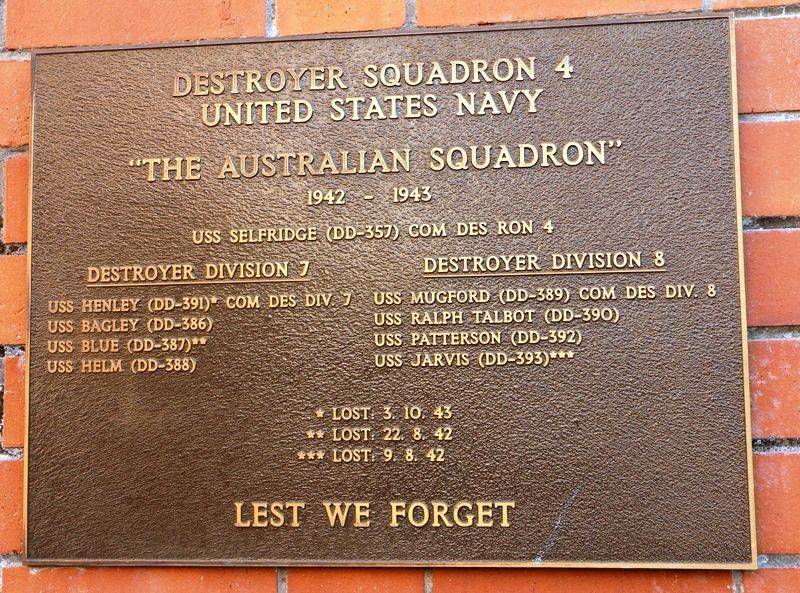 DESTROYER SQUADRON 4
UNITED STATES NAVY
"THE AUSTRALIAN SQUADRON"
1942 - 1943
USS SELFRIDGE (DD-357) COM DES RON 4
DESTROYER DIVISION 7
USS HENLEY (DD-391)* COM DES DIV. 7
USS BAGLEY (DD-386)
USS BLUE (DD-387)**
USS HELM (DD-388)
DESTROYER DIVISION 8
USS MUGFORD (DD-389) COM DES DIV. 8
USS RALPH TALBOT (DD-390)
USS PATTERSON (DD-392)
USS JARVIS (DD-393)***
* LOST: 3. 10. 43
** LOST: 22. 8. 42
*** LOST: 9. 8. 42
LEST WE FORGET